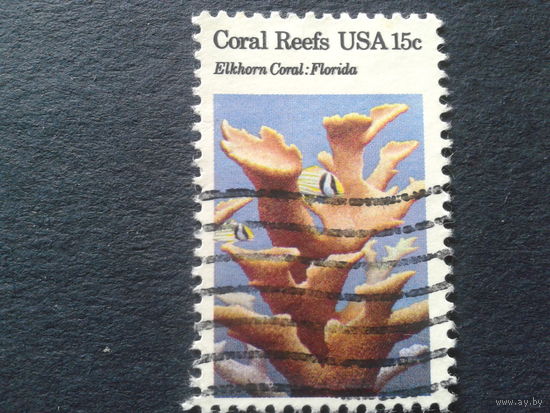 Coral Reefs USA 15c
Elkhorn Coral: Florida
www.ay.by